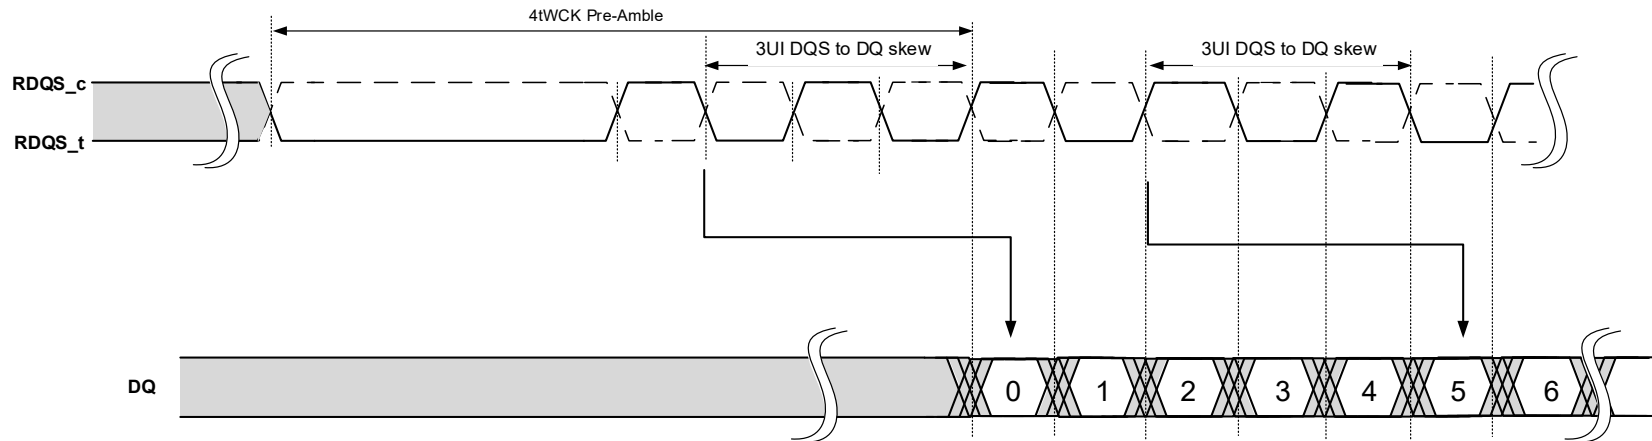 4tWCK Pre-Amble
3UI DQS to DQ skew
3UI DQS to DQ skew
RDQS_c
RDQS_t
DQ
0 1 2 3 4 5 6